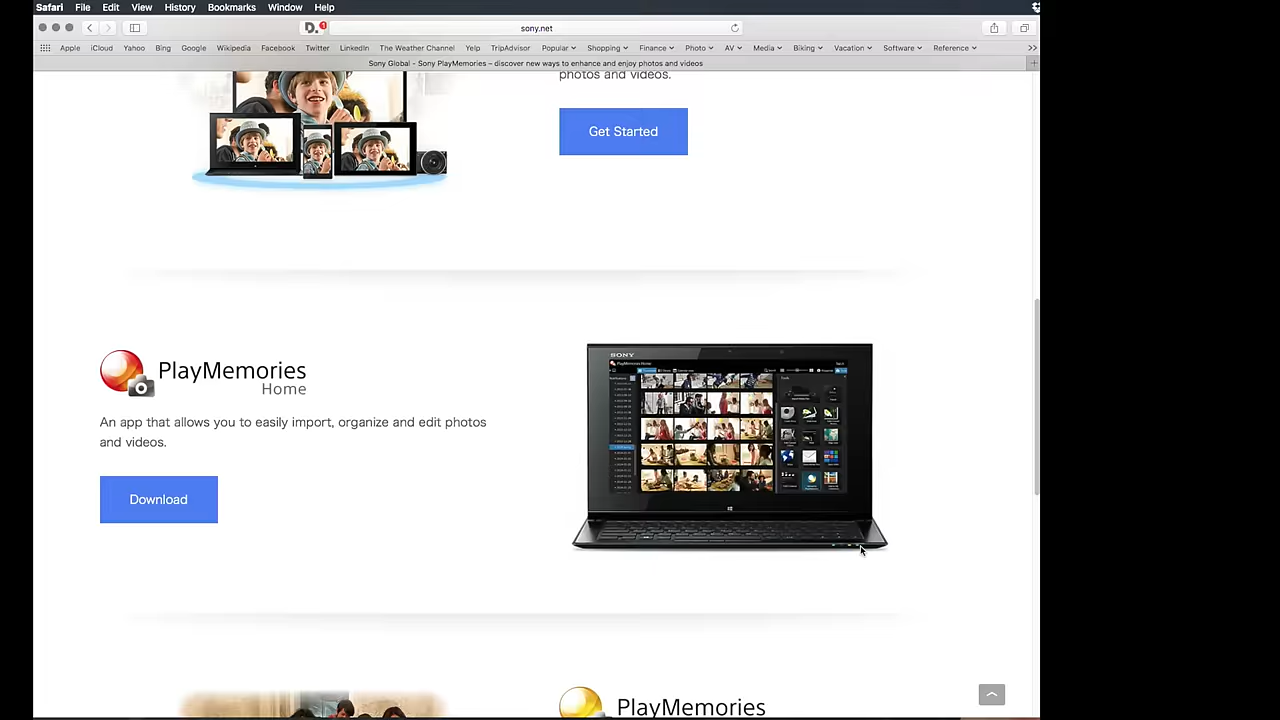 Safari File Edit View History Bookmarks Window Help
D. 1 sony.net
Apple iCloud Yahoo Bing Google Wikipedia Facebook Twitter LinkedIn The Weather Channel Yelp TripAdvisor Popular Shopping Finance Photo AV Media Biking Vacation Software Reference >>
Sony Global - Sony PlayMemories – discover new ways to enhance and enjoy photos and videos
photos and videos.
Get Started
PlayMemories
Home
An app that allows you to easily import, organize and edit photos
and videos.
Download
SONY
PlayMemories